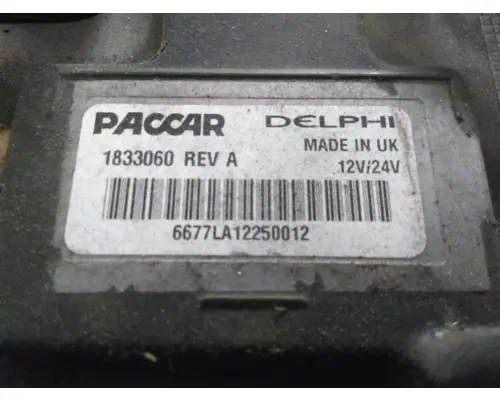 PACCAR DELPHI
1833060 REV A MADE IN UK
12V/24V
6677LA12250012